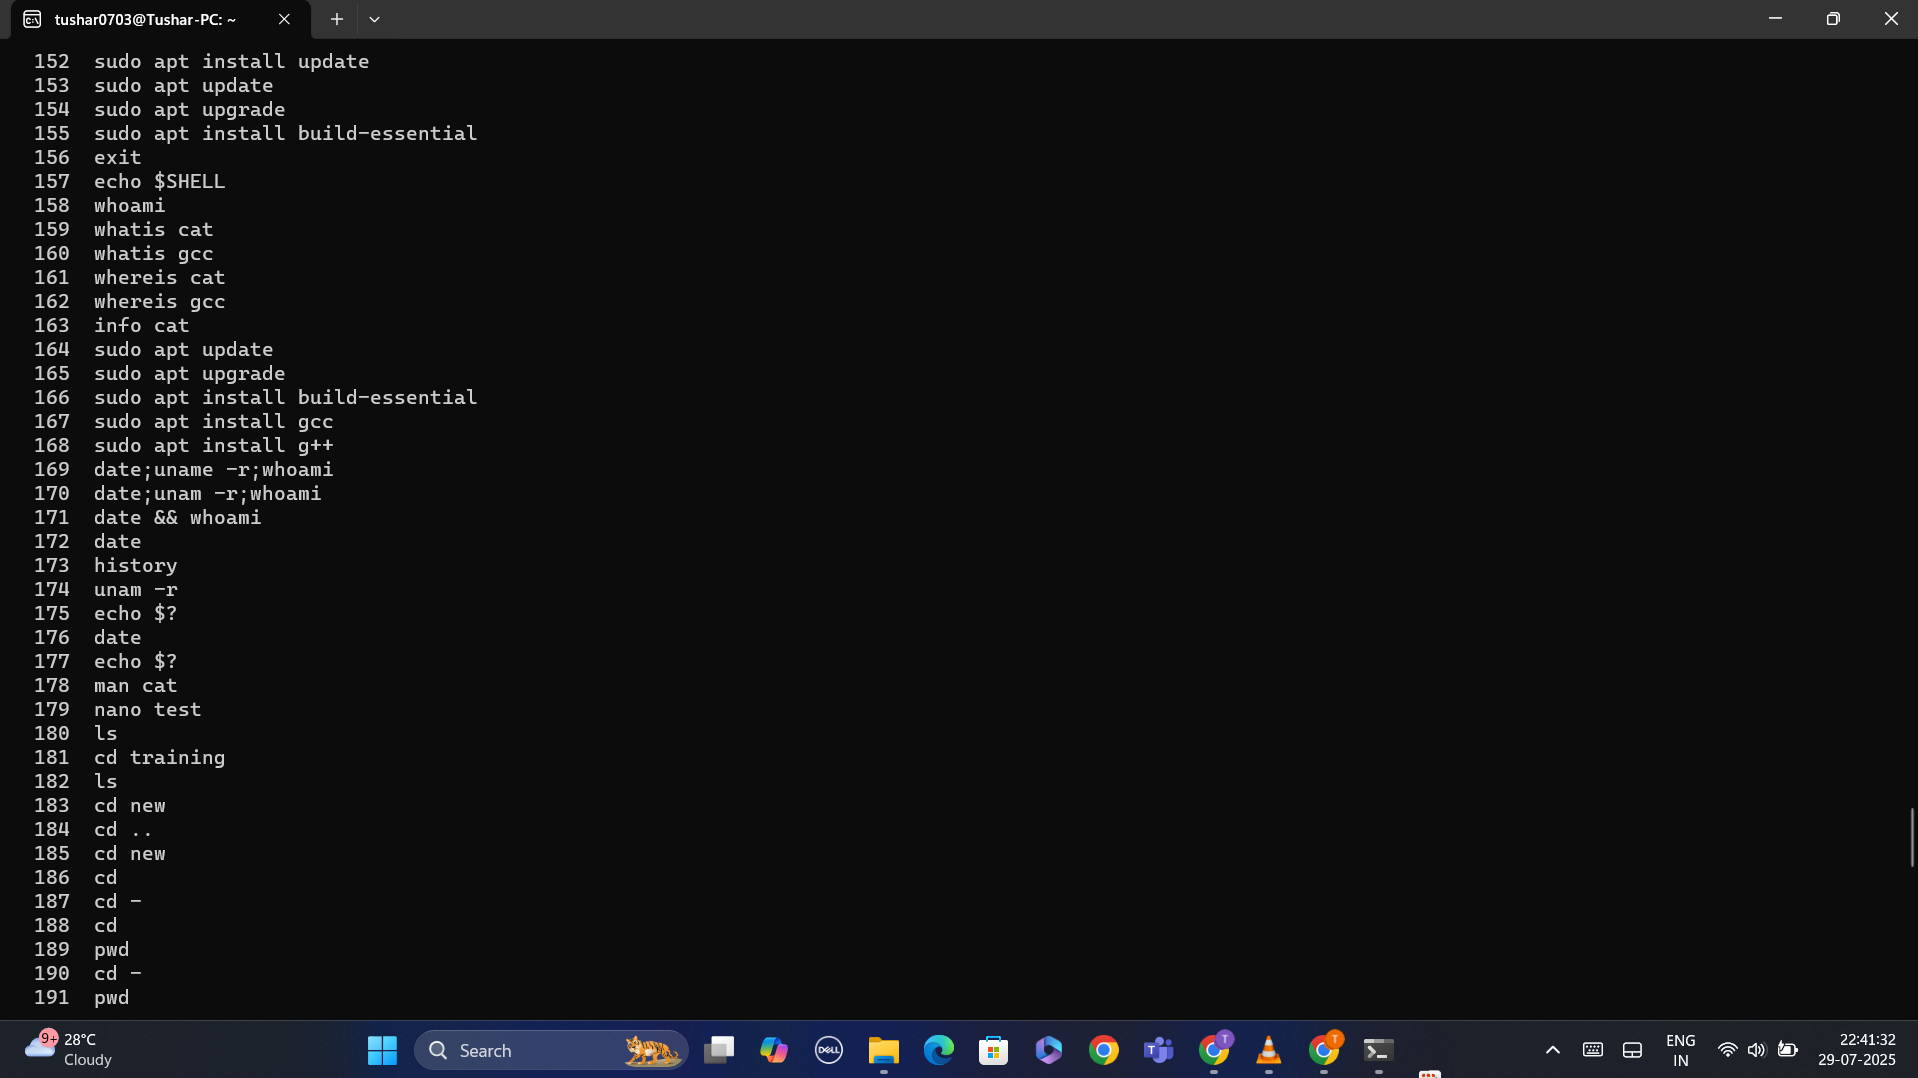 tushar0703@Tushar-PC: ~
152 sudo apt install update
153 sudo apt update
154 sudo apt upgrade
155 sudo apt install build-essential
156 exit
157 echo $SHELL
158 whoami
159 whatis cat
160 whatis gcc
161 whereis cat
162 whereis gcc
163 info cat
164 sudo apt update
165 sudo apt upgrade
166 sudo apt install build-essential
167 sudo apt install gcc
168 sudo apt install g++
169 date;uname -r;whoami
170 date;unam -r;whoami
171 date && whoami
172 date
173 history
174 unam -r
175 echo $?
176 date
177 echo $?
178 man cat
179 nano test
180 ls
181 cd training
182 ls
183 cd new
184 cd ..
185 cd new
186 cd
187 cd -
188 cd
189 pwd
190 cd -
191 pwd
9+ 28°C
Cloudy
Search
DELL
T
T
T
ENG
IN
22:41:32
29-07-2025